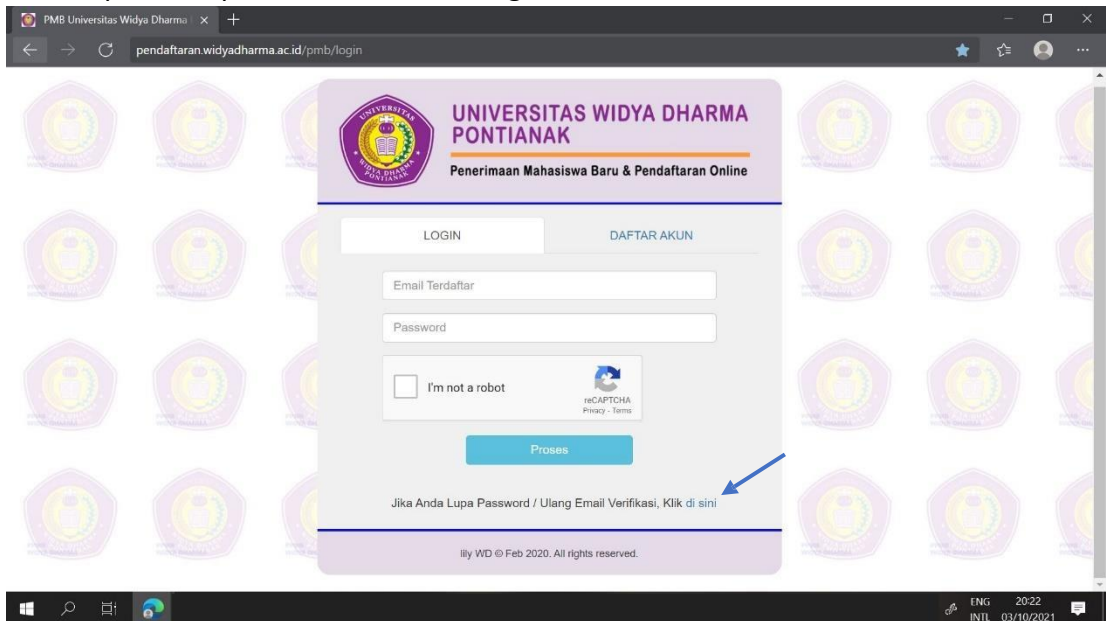 PMB Universitas Widya Dharma
pendaftaran.widyadharma.ac.id/pmb/login
UNIVERSITAS WIDYA DHARMA
PONTIANAK
Penerimaan Mahasiswa Baru & Pendaftaran Online
LOGIN
DAFTAR AKUN
Email Terdaftar
Password
I'm not a robot
reCAPTCHA
Privacy - Terms
Proses
Jika Anda Lupa Password / Ulang Email Verifikasi, Klik di sini
lily WD © Feb 2020. All rights reserved.
ENG
INTL
20:22
03/10/2021